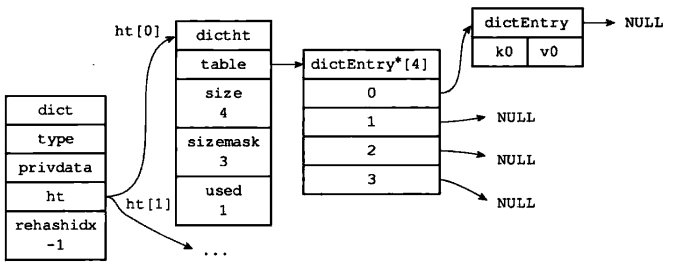 ht[0]
dictht
table
size
4
sizemask
3
used
1
dictEntry*[4]
0
1
2
3
dictEntry
k0 v0
NULL
NULL
NULL
NULL
dict
type
privdata
ht
rehashidx
-1
ht[1]
...